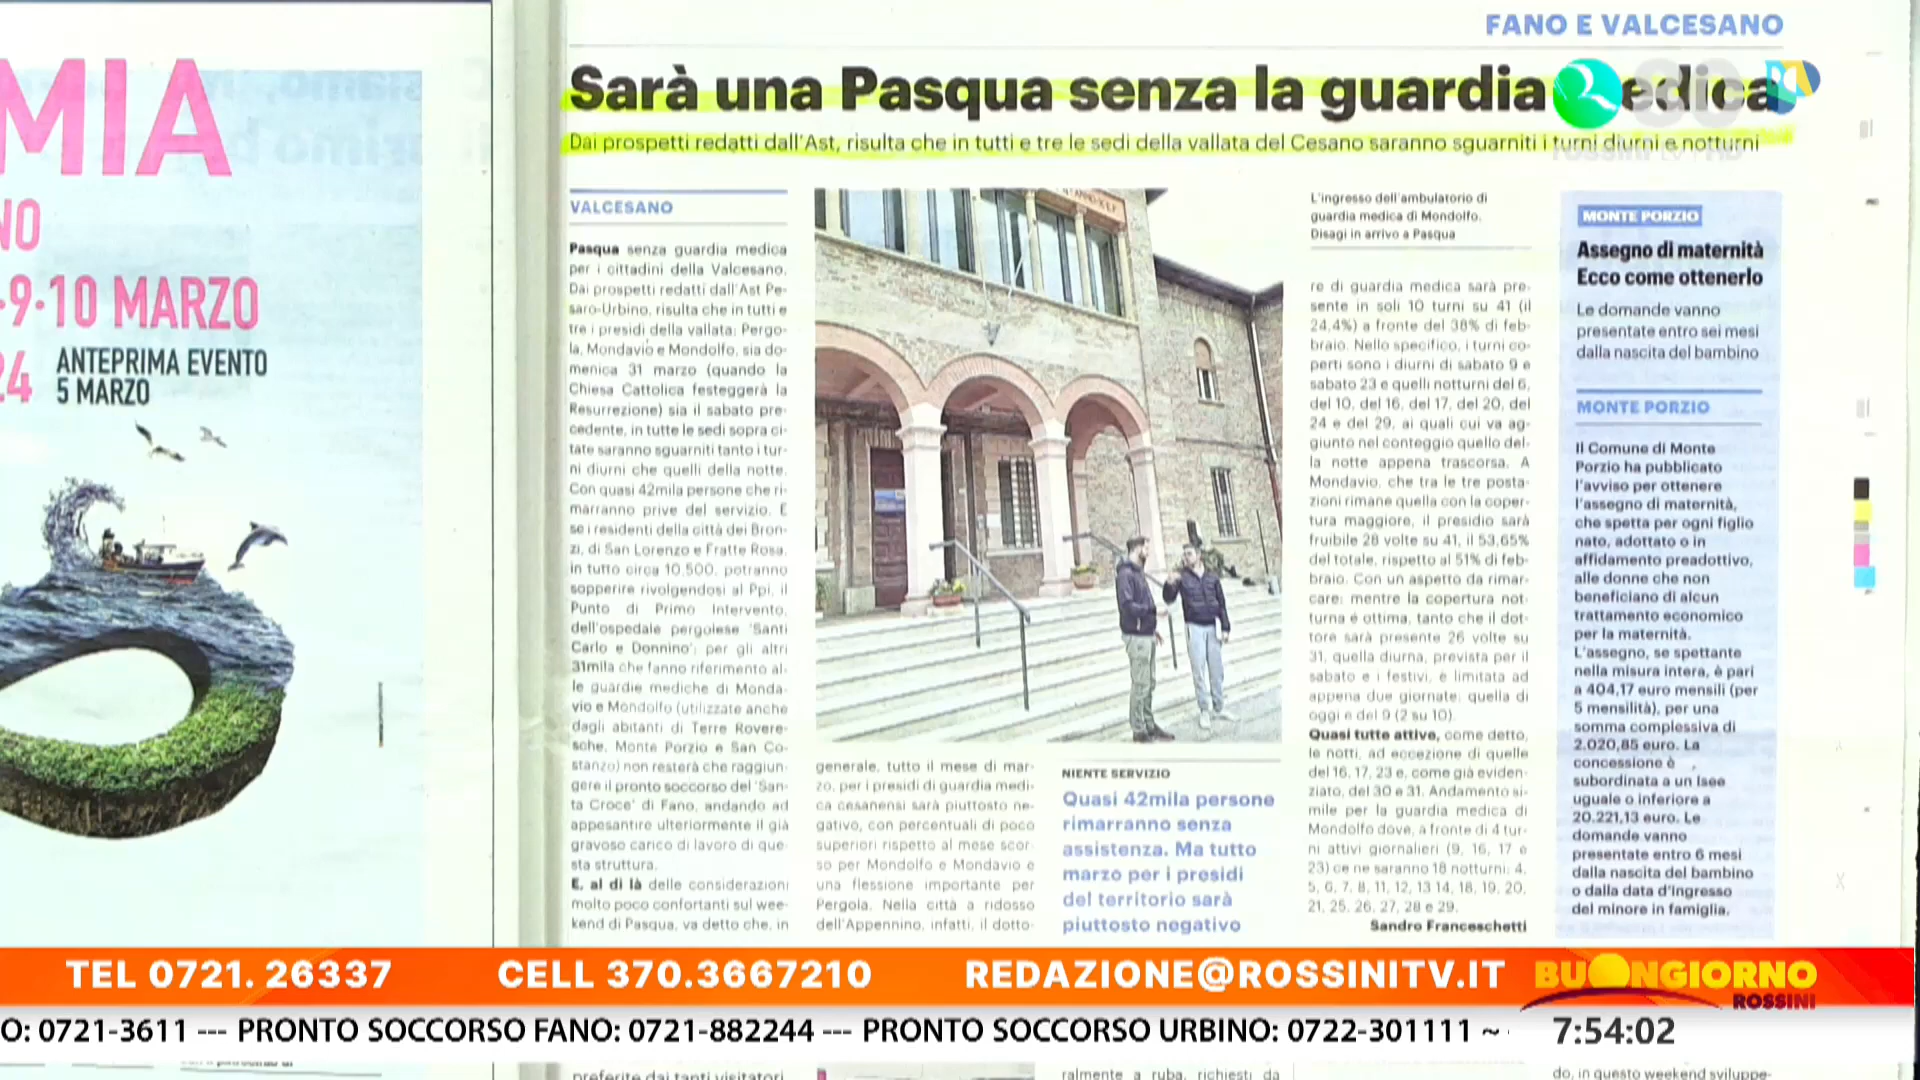 MIA
NO
-9-10 MARZO
24 ANTEPRIMA EVENTO
5 MARZO
FANO E VALCESANO
Sarà una Pasqua senza la guardia medica
Dai prospetti redatti dall'Ast, risulta che in tutti e tre le sedi della vallata del Cesano saranno sguarniti i turni diurni e notturni
VALCESANO
Pasqua senza guardia medica
per i cittadini della Valcesano.
Dai prospetti redatti dall'Ast Pe-
saro-Urbino, risulta che in tutti e
tre i presidi della vallata: Pergo-
la, Mondavio e Mondolfo, sia do-
menica 31 marzo (quando la
Chiesa Cattolica festeggerà la
Resurrezione) sia il sabato pre-
cedente, in tutte le sedi sopra ci-
tate saranno sguarniti tanto i tur-
ni diurni che quelli della notte.
Con quasi 42mila persone che ri-
marranno prive del servizio. E
se i residenti della città dei Bron-
zi, di San Lorenzo e Fratte Rosa,
in tutto circa 10.500, potranno
sopperire rivolgendosi al Ppi, il
Punto di Primo Intervento,
dell'ospedale pergolese 'Santi
Carlo e Donnino'; per gli altri
31mila che fanno riferimento al-
le guardie mediche di Monda-
vio e Mondolfo (utilizzate anche
dagli abitanti di Terre Rovere-
sche, Monte Porzio e San Co-
stanzo) non resterà che raggiun-
gere il pronto soccorso del 'San-
ta Croce' di Fano, andando ad
appesantire ulteriormente il già
gravoso carico di lavoro di que-
sta struttura.
E, al di là delle considerazioni
molto poco confortanti sul wee-
kend di Pasqua, va detto che, in
generale, tutto il mese di mar-
zo, per i presidi di guardia medi-
ca cesanensi sarà piuttosto ne-
gativo, con percentuali di poco
superiori rispetto al mese scor-
so per Mondolfo e Mondavio e
una flessione importante per
Pergola. Nella città a ridosso
dell'Appennino, infatti, il dotto-
NIENTE SERVIZIO
Quasi 42mila persone
rimarranno senza
assistenza. Ma tutto
marzo per i presidi
del territorio sarà
piuttosto negativo
L'ingresso dell'ambulatorio di
guardia medica di Mondolfo.
Disagi in arrivo a Pasqua
re di guardia medica sarà pre-
sente in soli 10 turni su 41 (il
24,4%) a fronte del 38% di feb-
braio. Nello specifico, i turni co-
perti sono i diurni di sabato 9 e
sabato 23 e quelli notturni del 6,
del 10, del 16, del 17, del 20, del
24 e del 29, ai quali cui va ag-
giunto nel conteggio quello del-
la notte appena trascorsa. A
Mondavio, che tra le tre posta-
zioni rimane quella con la coper-
tura maggiore, il presidio sarà
fruibile 28 volte su 41, il 53,65%
del totale, rispetto al 51% di feb-
braio. Con un aspetto da rimar-
care: mentre la copertura not-
turna è ottima, tanto che il dot-
tore sarà presente 26 volte su
31, quella diurna, prevista per il
sabato e i festivi, è limitata ad
appena due giornate: quella di
oggi e del 9 (2 su 10).
Quasi tutte attive, come detto,
le notti, ad eccezione di quelle
del 16, 17, 23 e, come già eviden-
ziato, del 30 e 31. Andamento si-
mile per la guardia medica di
Mondolfo dove, a fronte di 4 tur-
ni attivi giornalieri (9, 16, 17 e
23) ce ne saranno 18 notturni: 4,
5, 6, 7, 8, 11, 12, 13 14, 18, 19, 20,
21, 25, 26, 27, 28 e 29.
Sandro Franceschetti
MONTE PORZIO
Assegno di maternità
Ecco come ottenerlo
Le domande vanno
presentate entro sei mesi
dalla nascita del bambino
MONTE PORZIO
Il Comune di Monte
Porzio ha pubblicato
l'avviso per ottenere
l'assegno di maternità,
che spetta per ogni figlio
nato, adottato o in
affidamento preadottivo,
alle donne che non
beneficiano di alcun
trattamento economico
per la maternità.
L'assegno, se spettante
nella misura intera, è pari
a 404,17 euro mensili (per
5 mensilità), per una
somma complessiva di
2.020,85 euro. La
concessione è
subordinata a un Isee
uguale o inferiore a
20.221,13 euro. Le
domande vanno
presentate entro 6 mesi
dalla nascita del bambino
o dalla data d'ingresso
del minore in famiglia.
TEL 0721.26337 CELL 370.3667210 REDAZIONE@ROSSINITV.IT BUONGIORNO
ROSSINI
O: 0721-3611 --- PRONTO SOCCORSO FANO: 0721-882244 --- PRONTO SOCCORSO URBINO: 0722-301111 ~ 7:54:02
preferite dai tanti visitatori
ralmente a ruba, richiesti da
do, in questo weekend sviluppe-